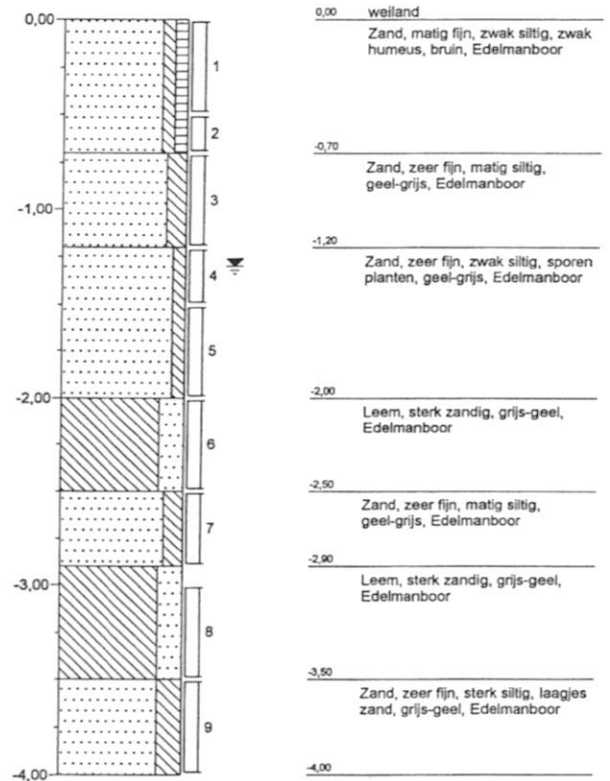 0,00
-1,00
-2,00
-3,00
-4,00
1
2
3
4
5
6
7
8
9
0,00 weiland
Zand, matig fijn, zwak siltig, zwak
humeus, bruin, Edelmanboor
-0,70
Zand, zeer fijn, matig siltig,
geel-grijs, Edelmanboor
-1,20
Zand, zeer fijn, zwak siltig, sporen
planten, geel-grijs, Edelmanboor
-2,00
Leem, sterk zandig, grijs-geel,
Edelmanboor
-2,50
Zand, zeer fijn, matig siltig,
geel-grijs, Edelmanboor
-2,90
Leem, sterk zandig, grijs-geel,
Edelmanboor
-3,50
Zand, zeer fijn, sterk siltig, laagjes
zand, grijs-geel, Edelmanboor
-4,00